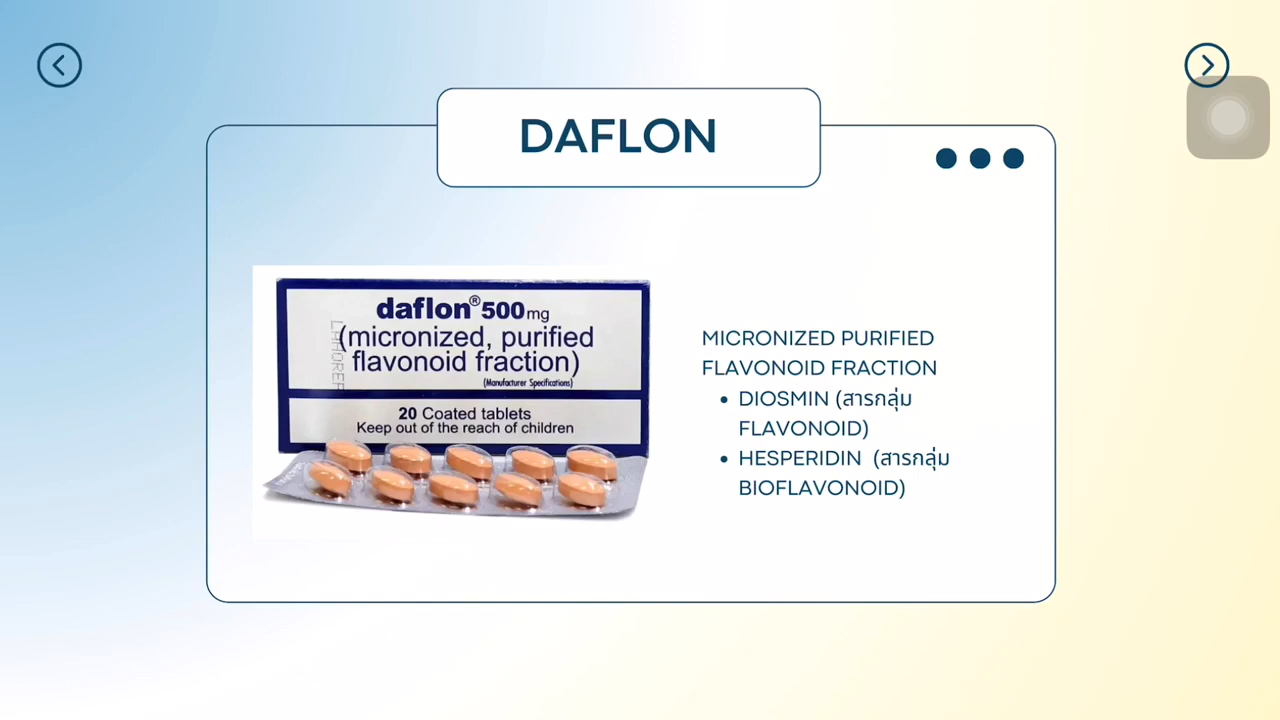 DAFLON
daflon® 500 mg
(micronized, purified
flavonoid fraction)
(Manufacturer Specifications)
20 Coated tablets
Keep out of the reach of children
MICRONIZED PURIFIED
FLAVONOID FRACTION
• DIOSMIN (สารกลุ่ม
FLAVONOID)
• HESPERIDIN (สารกลุ่ม
BIOFLAVONOID)